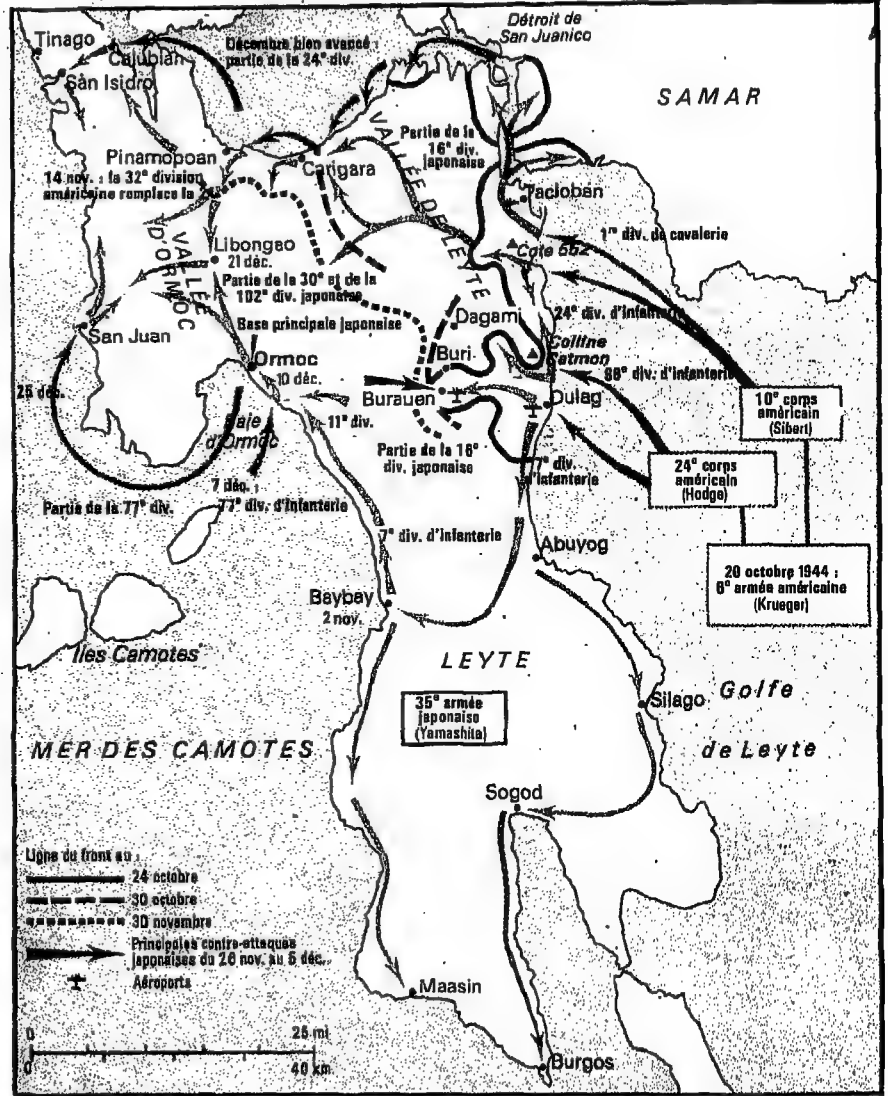 Détroit de
San Juanico
Tinago
Cajubian
San Isidro
Décembre bien avancé :
partie de la 24e div.
SAMAR
Pinamopoan
Carigara
VALLÉE DE LEYTE
Partie de la
16e div.
japonaise
14 nov. : la 32e division
américaine remplace la
Tacloban
1re div. de cavalerie
Cote 552
VALLÉE
D'ORMOC
Libongao
21 déc.
Partie de la 30e et de la
102e div. japonaise
24e div. d'infanterie
San Juan
Base principale japonaise
Dagami
Colline
Catmon
Buri
Ormoc
10 déc.
96e div. d'infanterie
Burauen
Dulag
10e corps
américain
(Sibert)
25 déc.
Baie
d'Ormoc
11e div.
Partie de la 16e
div. japonaise
7e div.
d'infanterie
24e corps
américain
(Hodge)
Partie de la 77e div.
7 déc. :
77e div. d'infanterie
7e div. d'infanterie
Abuyog
20 octobre 1944 :
6e armée américaine
(Krueger)
Baybay
2 nov.
Iles Camotes
LEYTE
35e armée
japonaise
(Yamashita)
Silago
Golfe
de Leyte
MER DES CAMOTES
Sogod
Ligne du front au :
24 octobre
30 octobre
30 novembre
Principales contre-attaques
japonaises du 26 nov. au 5 déc.
Aéroports
Maasin
0 25 mi
0 40 km
Burgos